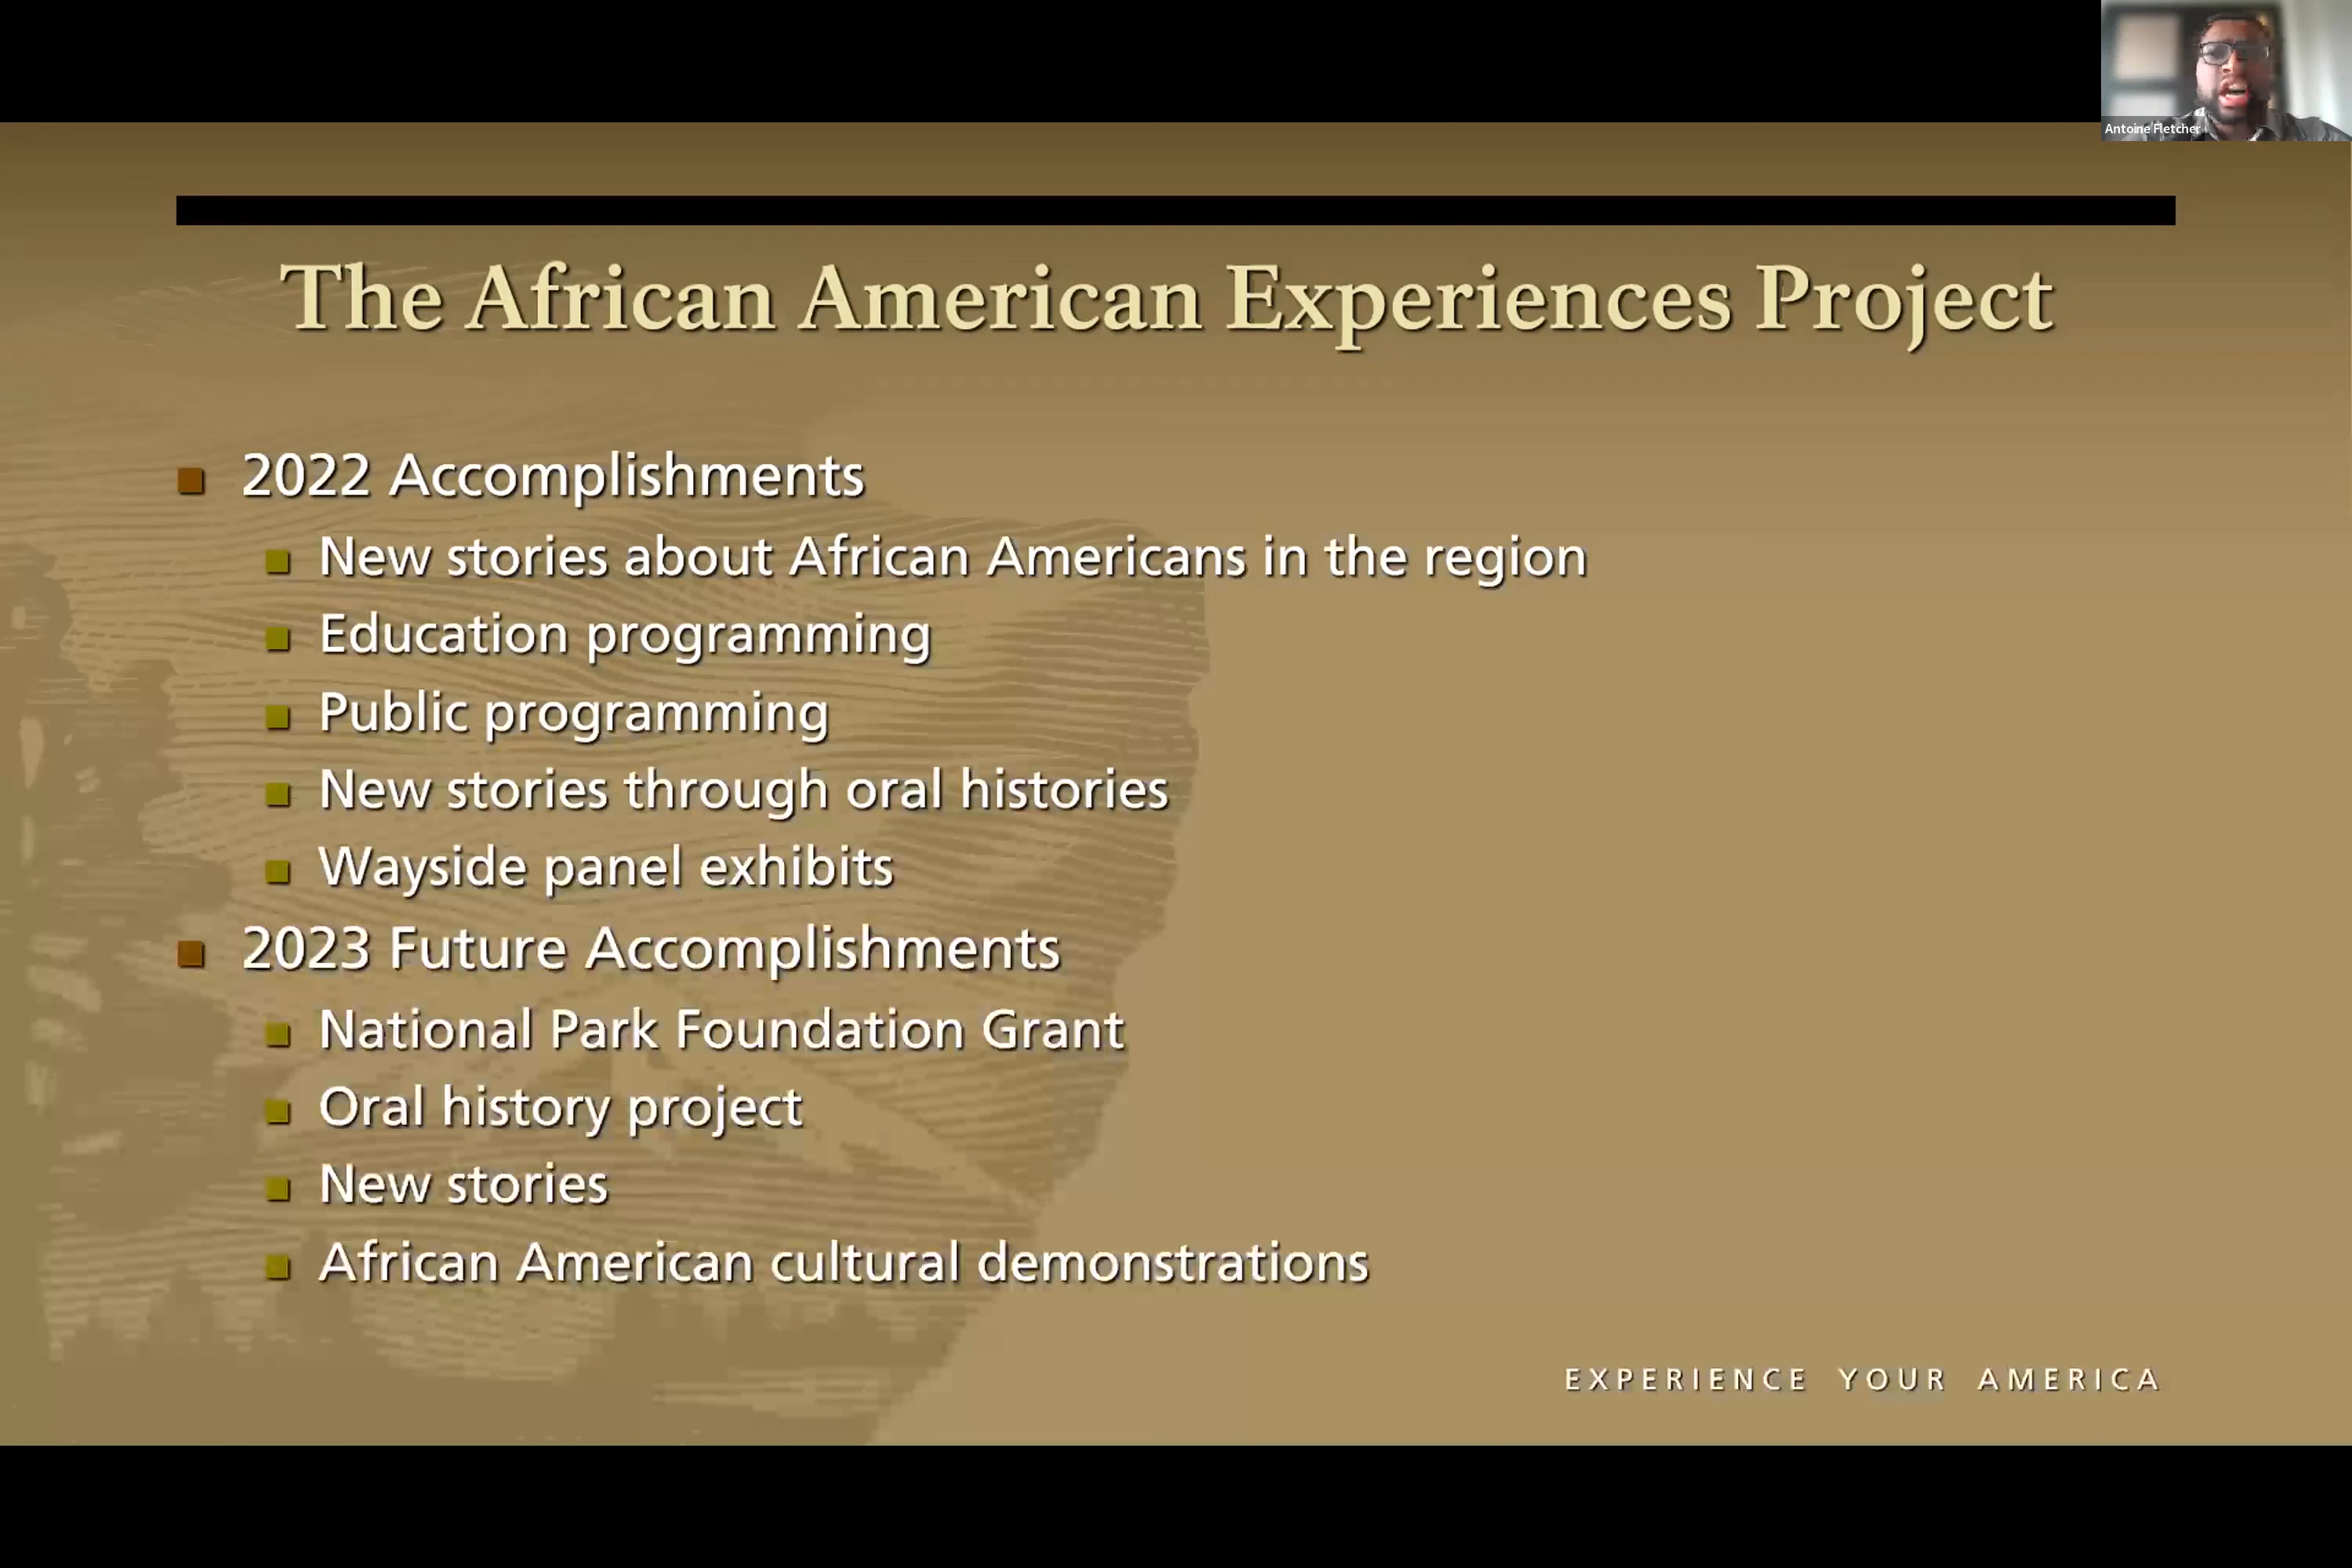 Antoine Fletcher
The African American Experiences Project
2022 Accomplishments
New stories about African Americans in the region
Education programming
Public programming
New stories through oral histories
Wayside panel exhibits
2023 Future Accomplishments
National Park Foundation Grant
Oral history project
New stories
African American cultural demonstrations
EXPERIENCE YOUR AMERICA